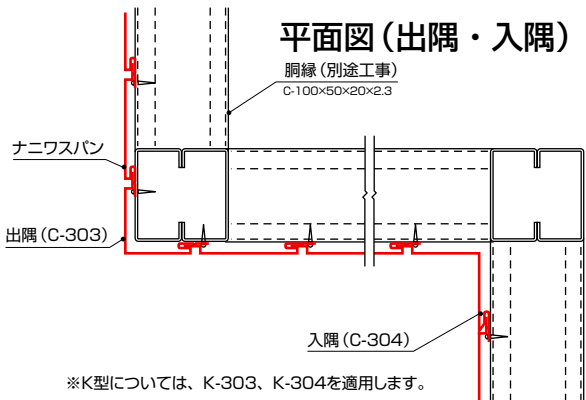 平面図(出隅・入隅)
胴縁(別途工事)
C-100×50×20×2.3
ナニワスパン
出隅(C-303)
入隅(C-304)
※K型については、K-303、K-304を適用します。